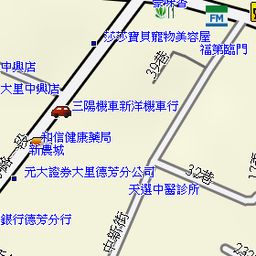 FM
莎莎寶貝寵物美容屋
福第臨門
中興店
39巷
大里中興店
三陽機車新洋機車行
和信健康藥局
新農城
32巷
元大證券大里德芳分公司
天選中醫診所
中新街
銀行德芳分行
232